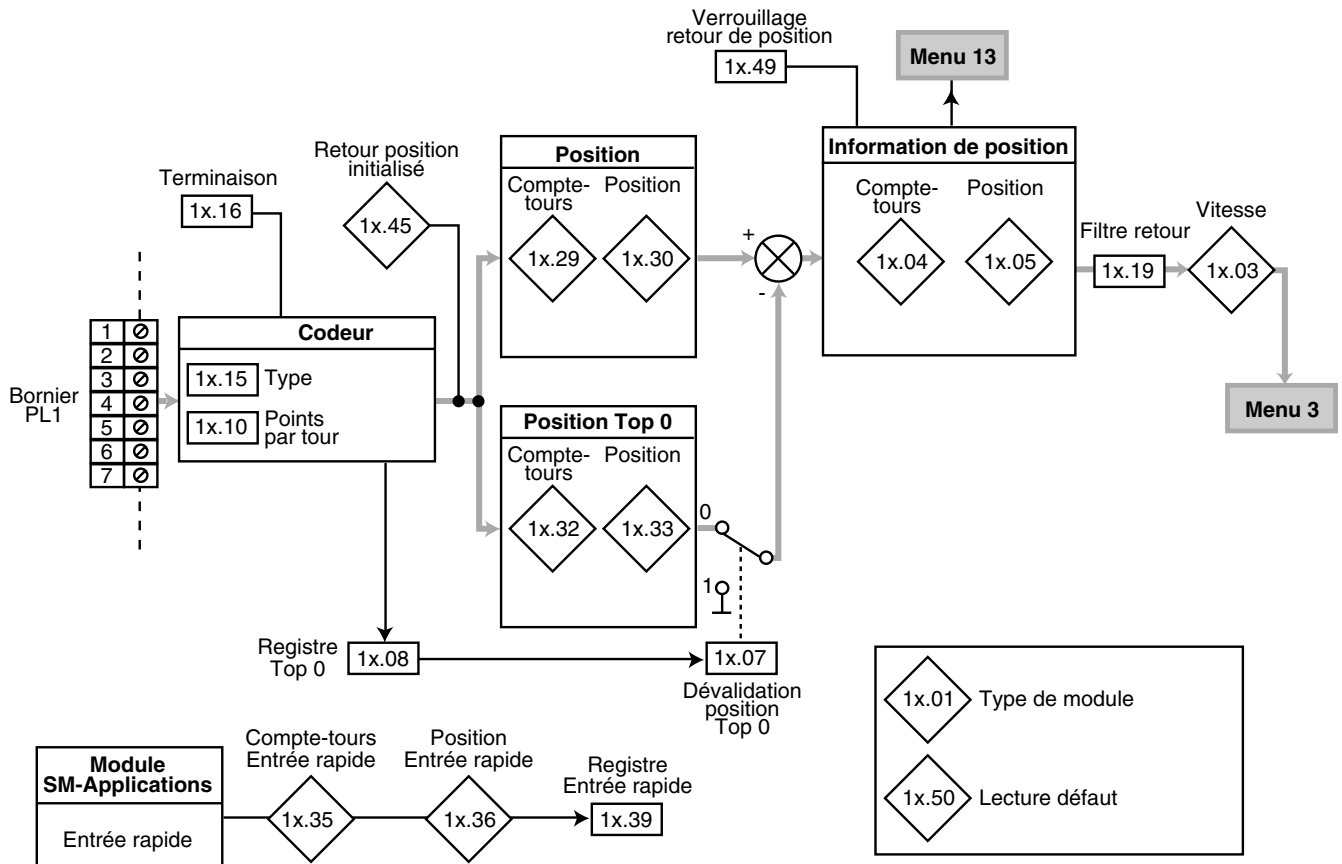 Verrouillage
retour de position
1x.49
Menu 13
Terminaison
1x.16
Retour position
initialisé
1x.45
Position
Compte-
tours
Position
1x.29
1x.30
+
-
Information de position
Compte-
tours
Position
1x.04
1x.05
Filtre retour
1x.19
Vitesse
1x.03
Menu 3
Bornier
PL1
1
2
3
4
5
6
7
Codeur
1x.15
Type
1x.10
Points
par tour
Position Top 0
Compte-
tours
Position
1x.32
1x.33
0
1
Registre
Top 0
1x.08
1x.07
Dévalidation
position
Top 0
Module
SM-Applications
Entrée rapide
Compte-tours
Entrée rapide
1x.35
Position
Entrée rapide
1x.36
Registre
Entrée rapide
1x.39
1x.01
Type de module
1x.50
Lecture défaut